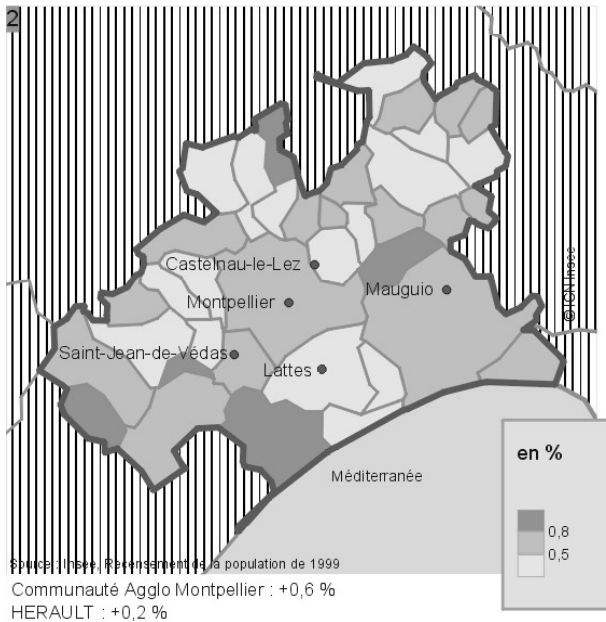 2
Castelnau-le-Lez
Montpellier
Mauguio
Saint-Jean-de-Védas
Lattes
© IGN Insee
Méditerranée
en %
0,8
0,5
Source : Insee, Recensement de la population de 1999
Communauté Agglo Montpellier : +0,6 %
HERAULT : +0,2 %